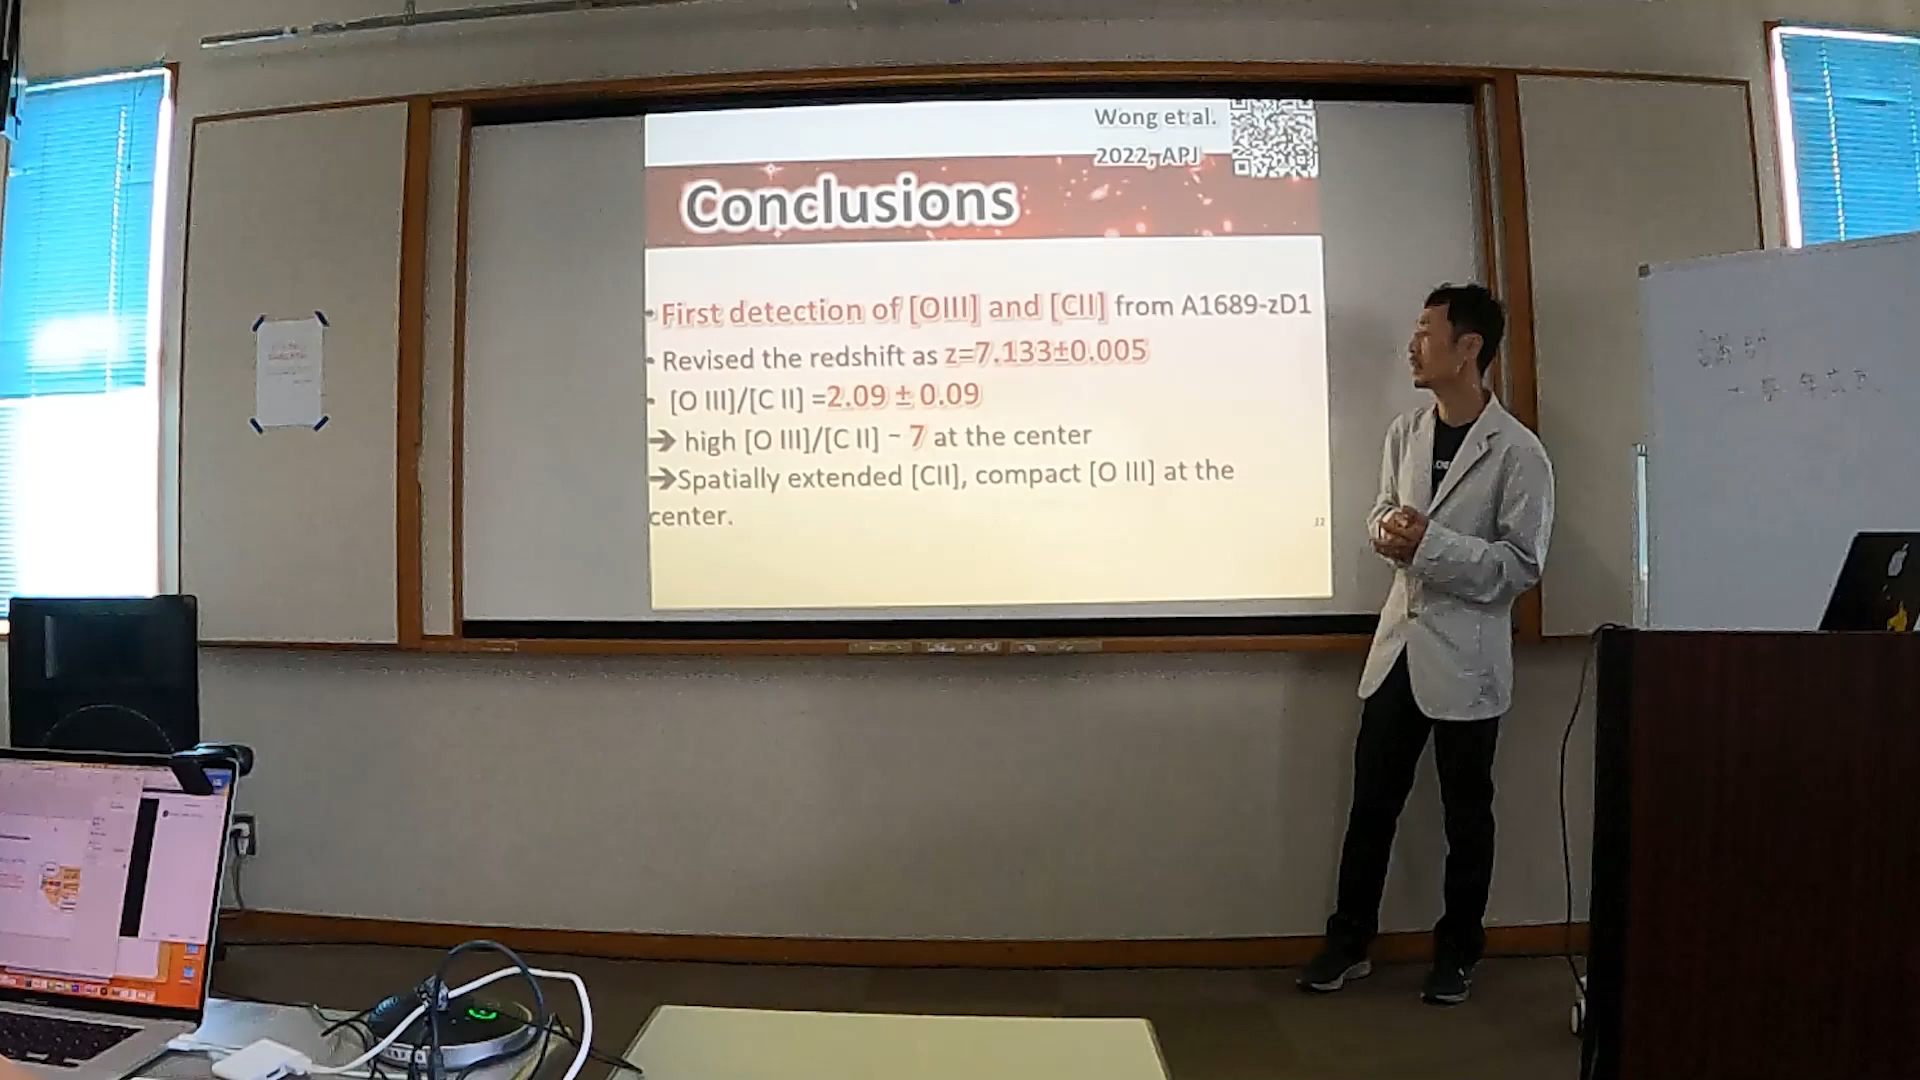 Wong et al.
2022, APJ
Conclusions
• First detection of [OIII] and [CII] from A1689-zD1
• Revised the redshift as z=7.133±0.005
• [O III]/[C II] =2.09 ± 0.09
➔ high [O III]/[C II] ~ 7 at the center
➔Spatially extended [CII], compact [O III] at the
center.
12